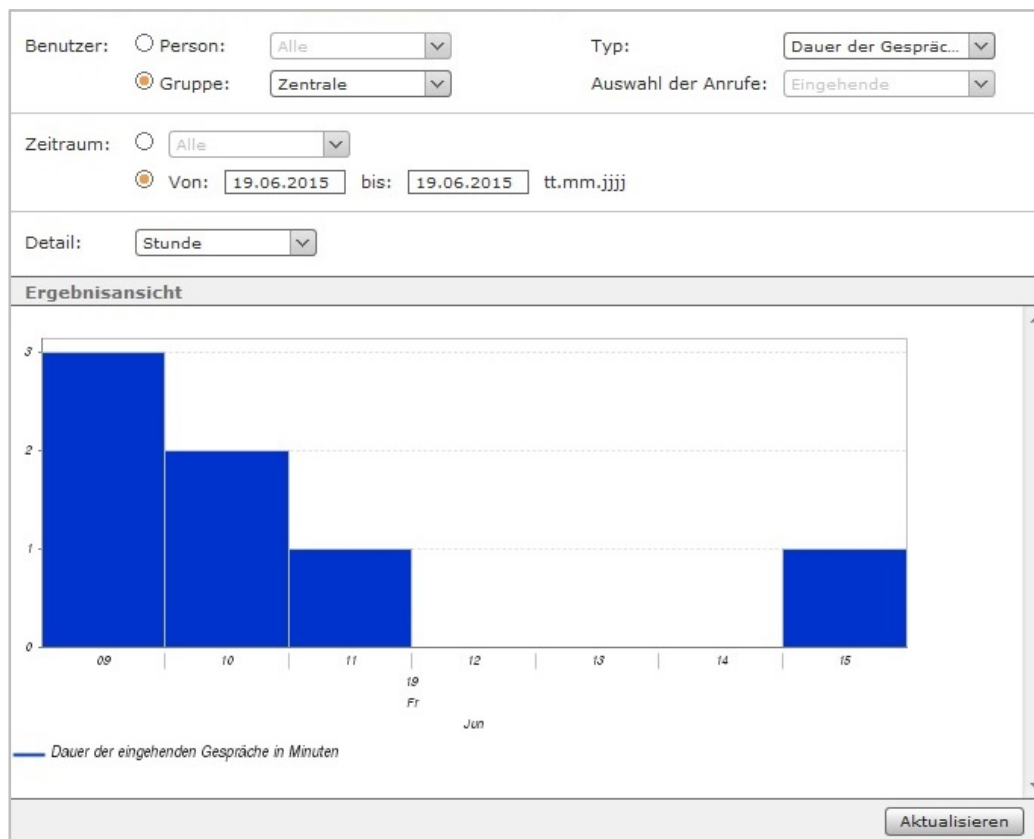 Benutzer: Person: Alle Typ: Dauer der Gespräc...
Gruppe: Zentrale Auswahl der Anrufe: Eingehende
Zeitraum: Alle
Von: 19.06.2015 bis: 19.06.2015 tt.mm.jjjj
Detail: Stunde
Ergebnisansicht
3
2
1
0
09 10 11 12 13 14 15
19
Fr
Jun
Dauer der eingehenden Gespräche in Minuten
Aktualisieren